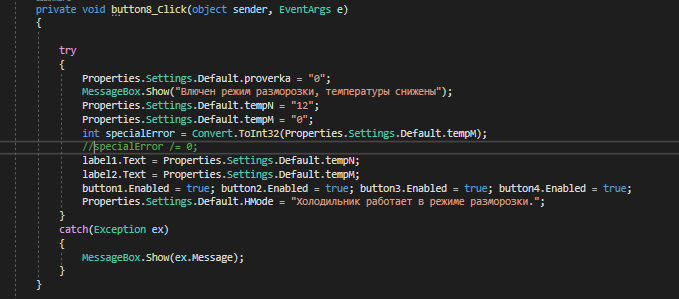 private void button8_Click(object sender, EventArgs e)
{
try
{
Properties.Settings.Default.proverka = "0";
MessageBox.Show("Влючен режим разморозки, температуры снижены");
Properties.Settings.Default.tempN = "12";
Properties.Settings.Default.tempM = "0";
int specialError = Convert.ToInt32(Properties.Settings.Default.tempM);
//specialError /= 0;
label1.Text = Properties.Settings.Default.tempN;
label2.Text = Properties.Settings.Default.tempM;
button1.Enabled = true; button2.Enabled = true; button3.Enabled = true; button4.Enabled = true;
Properties.Settings.Default.HMode = "Холодильник работает в режиме разморозки.";
}
catch(Exception ex)
{
MessageBox.Show(ex.Message);
}
}